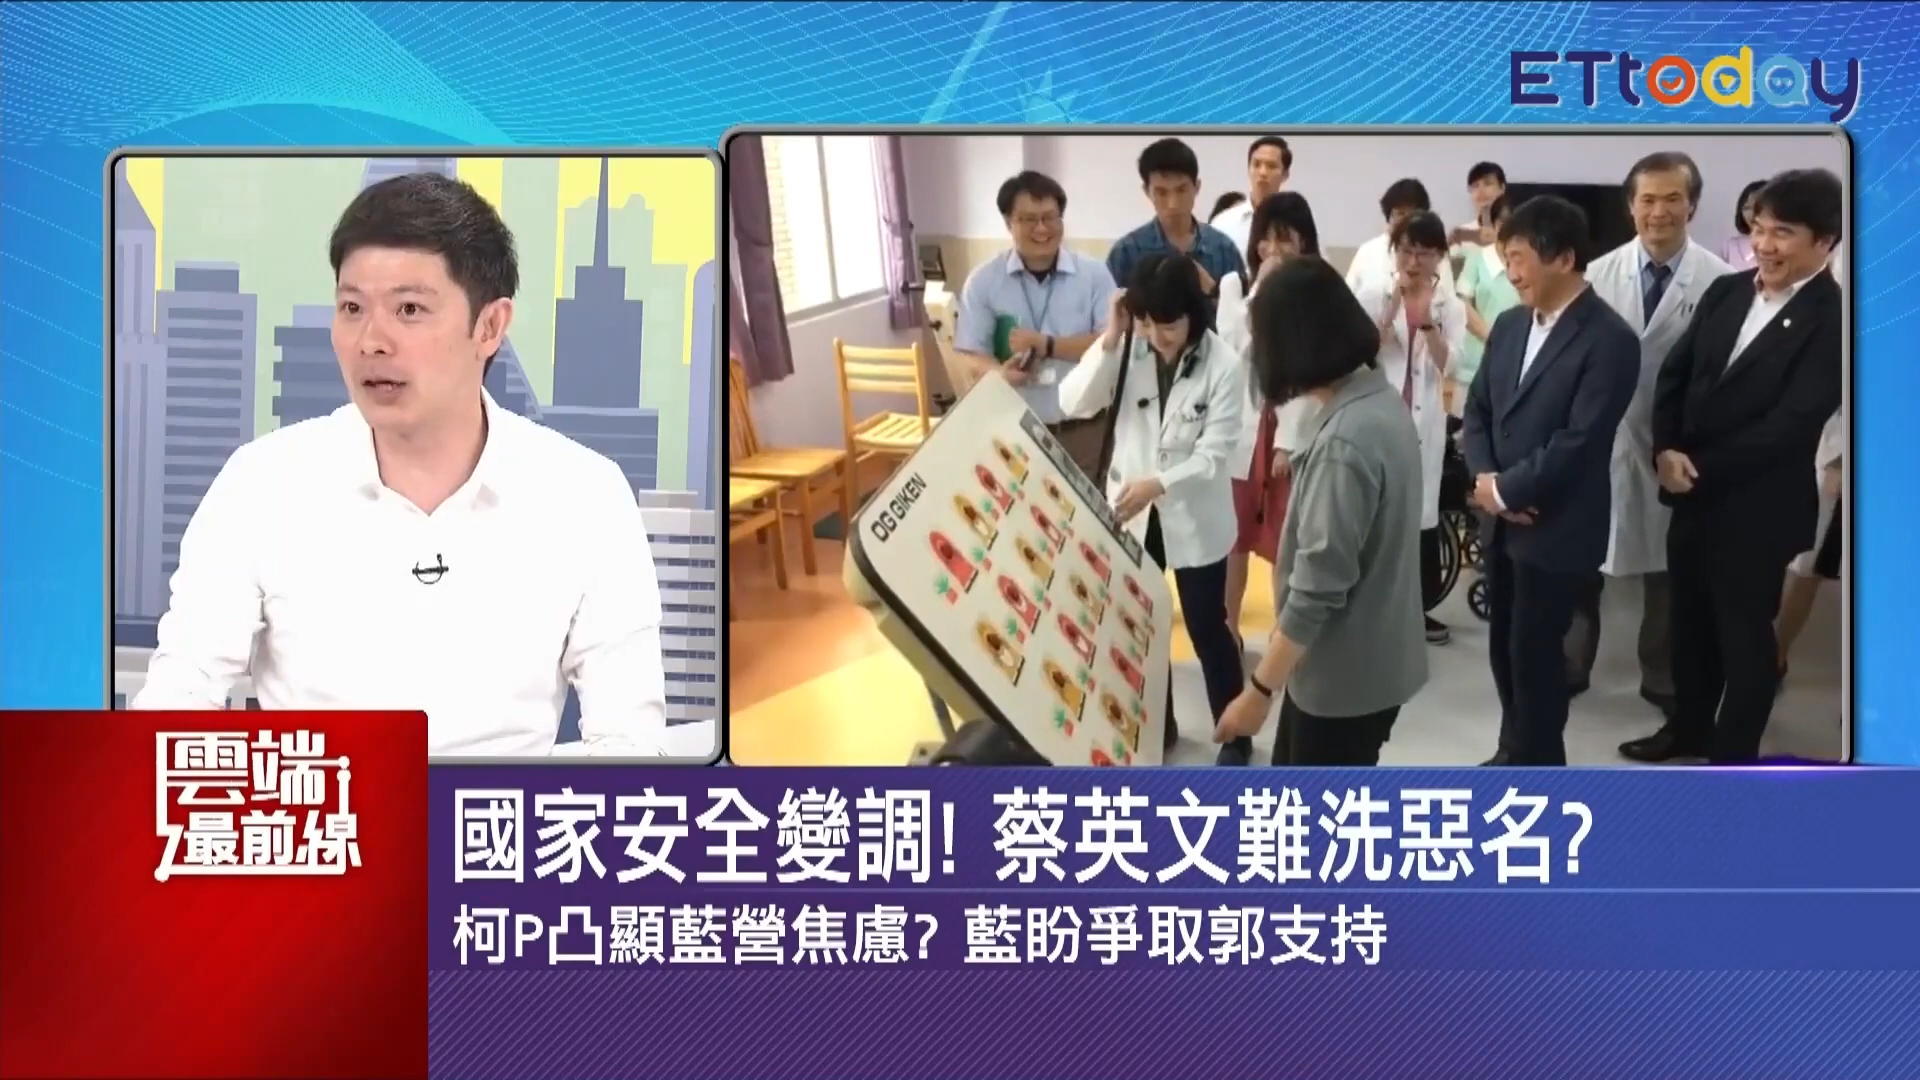 ETtoday
OG GIKEN
雲端
最前線
國家安全變調! 蔡英文難洗惡名?
柯P凸顯藍營焦慮? 藍盼爭取郭支持